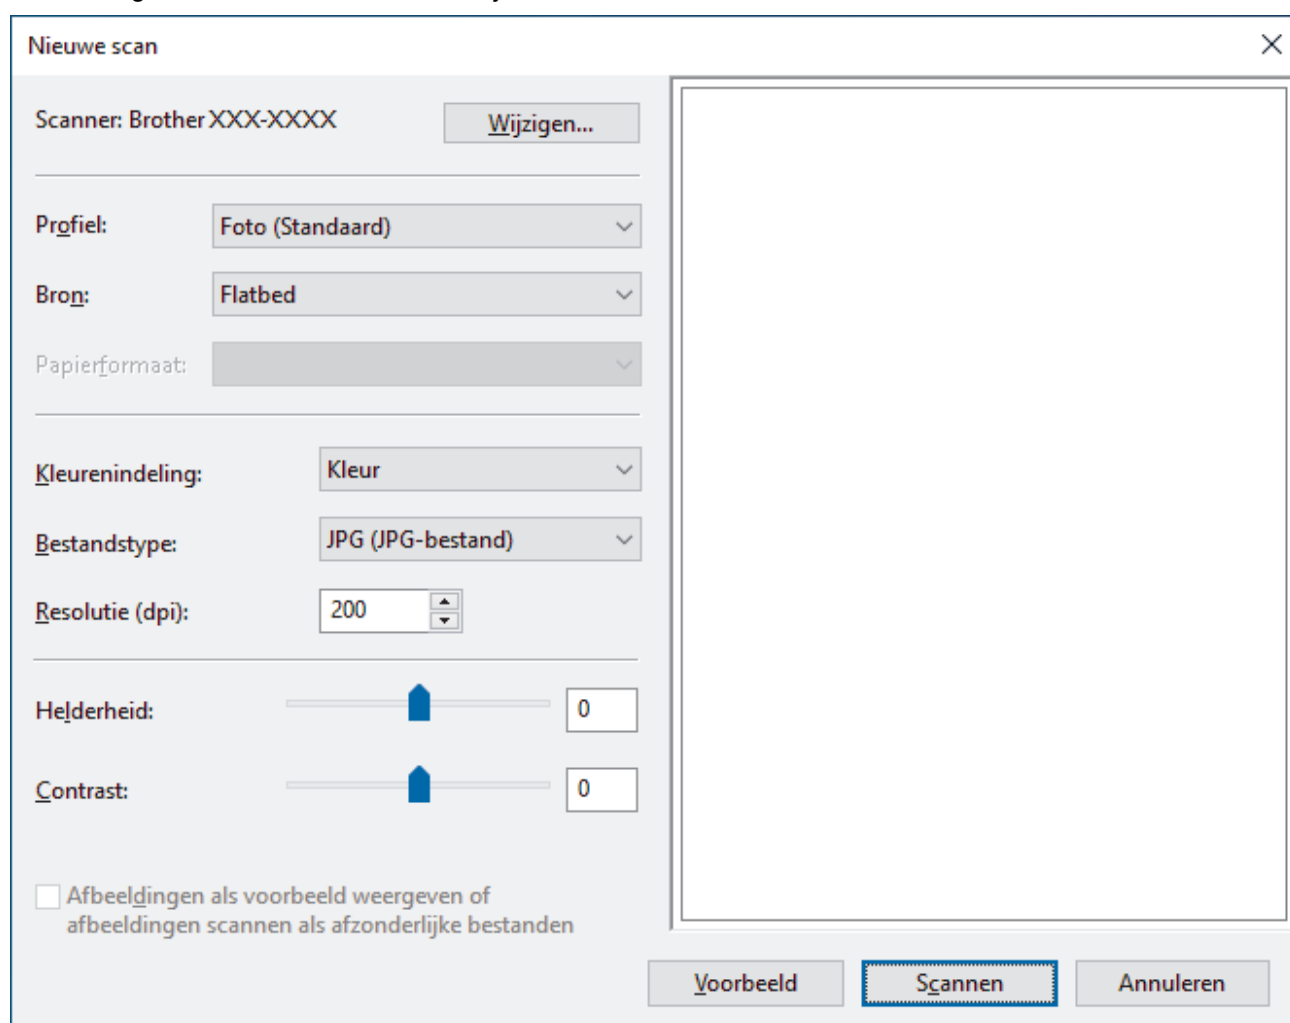 Nieuwe scan
Scanner: Brother XXX-XXXX
Wijzigen...
Profiel: Foto (Standaard)
Bron: Flatbed
Papierformaat:
Kleurenindeling: Kleur
Bestandstype: JPG (JPG-bestand)
Resolutie (dpi): 200
Helderheid: 0
Contrast: 0
Afbeeldingen als voorbeeld weergeven of
afbeeldingen scannen als afzonderlijke bestanden
Voorbeeld Scannen Annuleren